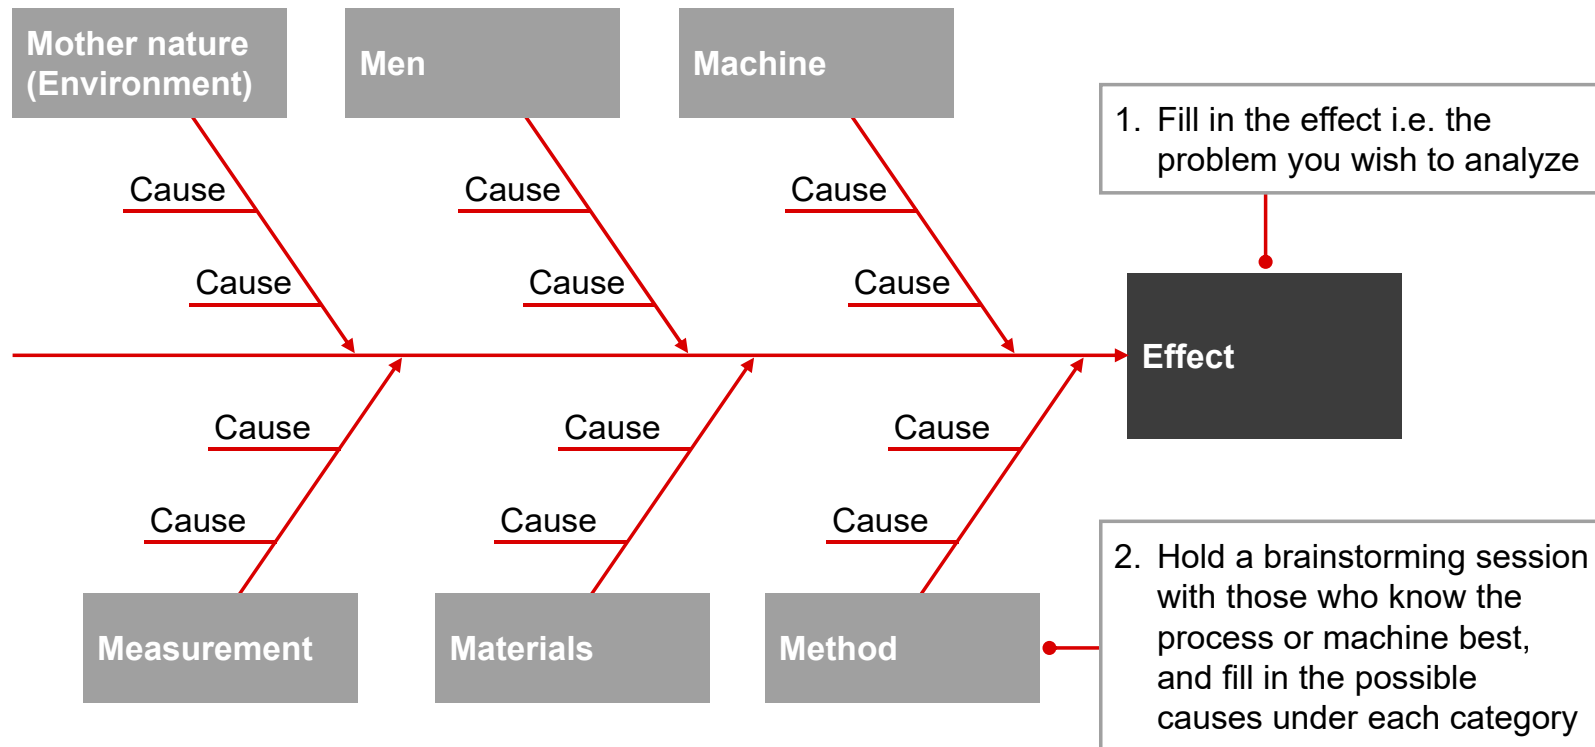 Mother nature
(Environment)
Men
Machine
1. Fill in the effect i.e. the
problem you wish to analyze
Cause
Cause
Cause
Cause
Cause
Cause
Effect
Cause
Cause
Cause
Cause
Cause
Cause
2. Hold a brainstorming session
with those who know the
process or machine best,
and fill in the possible
causes under each category
Measurement
Materials
Method